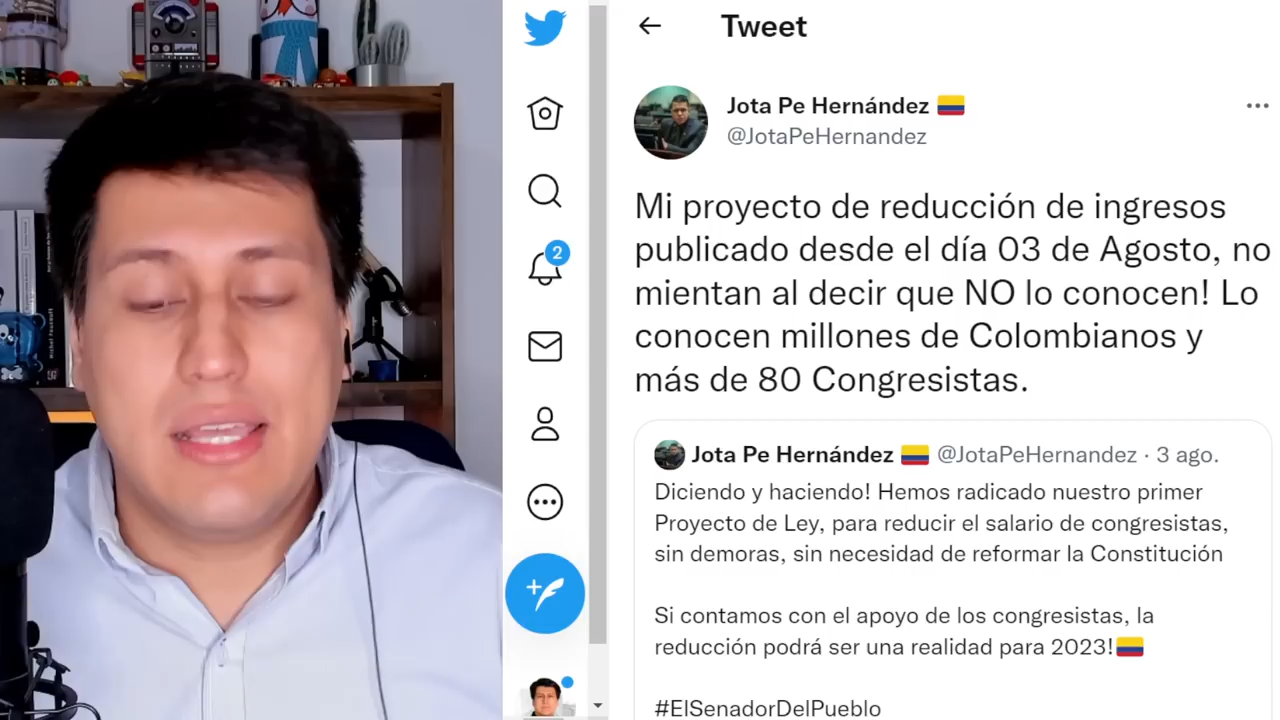 Tweet
Jota Pe Hernández 🇨🇴
@JotaPeHernandez
Mi proyecto de reducción de ingresos
publicado desde el día 03 de Agosto, no
mientan al decir que NO lo conocen! Lo
conocen millones de Colombianos y
más de 80 Congresistas.
Jota Pe Hernández 🇨🇴 @JotaPeHernandez · 3 ago.
Diciendo y haciendo! Hemos radicado nuestro primer
Proyecto de Ley, para reducir el salario de congresistas,
sin demoras, sin necesidad de reformar la Constitución
Si contamos con el apoyo de los congresistas, la
reducción podrá ser una realidad para 2023!🇨🇴
#ElSenadorDelPueblo
2
Michel Foucault